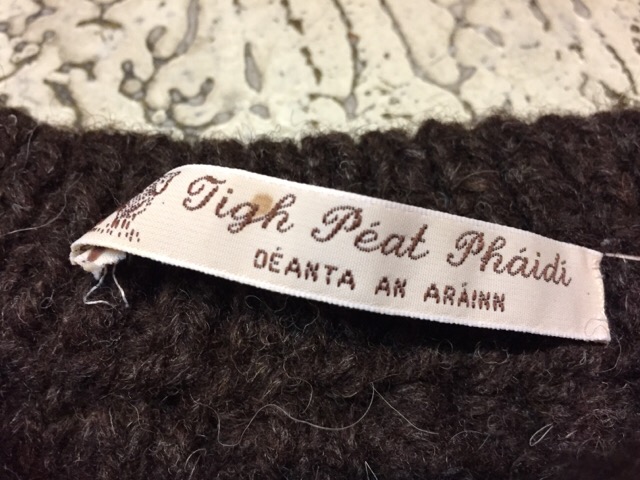 Tigh Péat Pháidí
DÉANTA AN ARÁINN